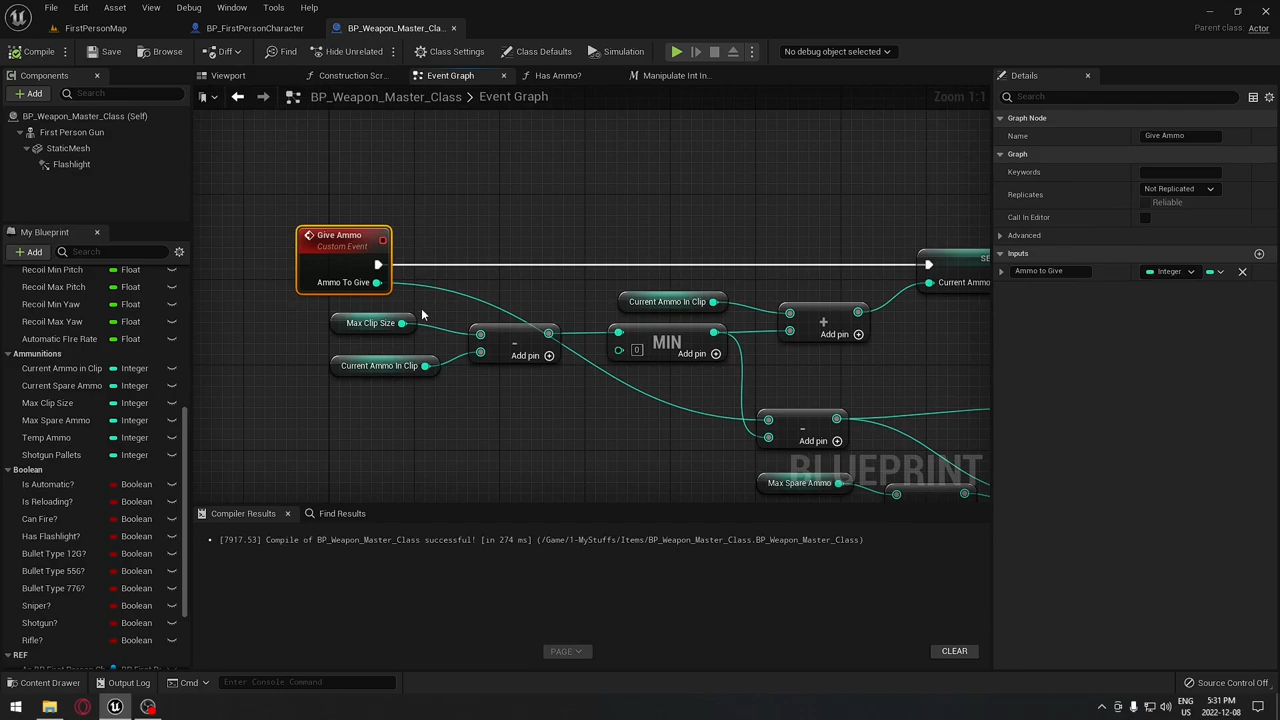 File Edit Asset View Debug Window Tools Help
FirstPersonMap BP_FirstPersonCharacter BP_Weapon_Master_Cla... Parent class: Actor
Compile Save Browse Diff Find Hide Unrelated Class Settings Class Defaults Simulation No debug object selected
Components Viewport Construction Scr... Event Graph Has Ammo? Manipulate Int In... Details
Add Search BP_Weapon_Master_Class > Event Graph Zoom 1:1 Search
BP_Weapon_Master_Class (Self)
First Person Gun
StaticMesh
Flashlight
My Blueprint
Add Search
Recoil Min Pitch Float
Recoil Max Pitch Float
Recoil Min Yaw Float
Recoil Max Yaw Float
Automatic FIre Rate Float
Ammunitions
Current Ammo in Clip Integer
Current Spare Ammo Integer
Max Clip Size Integer
Max Spare Ammo Integer
Temp Ammo Integer
Shotgun Pallets Integer
Boolean
Is Automatic? Boolean
Is Reloading? Boolean
Can Fire? Boolean
Has Flashlight? Boolean
Bullet Type 12G? Boolean
Bullet Type 556? Boolean
Bullet Type 776? Boolean
Sniper? Boolean
Shotgun? Boolean
Rifle? Boolean
REF
Give Ammo
Custom Event
Ammo To Give
Max Clip Size
Current Ammo In Clip
-
Add pin
Current Ammo In Clip
MIN
0
Add pin
+
Add pin
SE
Current Ammo
-
Add pin
Max Spare Ammo
BLUEPRINT
Graph Node
Name Give Ammo
Graph
Keywords
Replicates Not Replicated
Reliable
Call In Editor
Advanced
Inputs
Ammo to Give Integer
Compiler Results Find Results
[7917.53] Compile of BP_Weapon_Master_Class successful! [in 274 ms] (/Game/1-MyStuffs/Items/BP_Weapon_Master_Class.BP_Weapon_Master_Class)
PAGE CLEAR
Content Drawer Output Log Cmd Enter Console Command Source Control Off
ENG 5:31 PM
US 2022-12-08